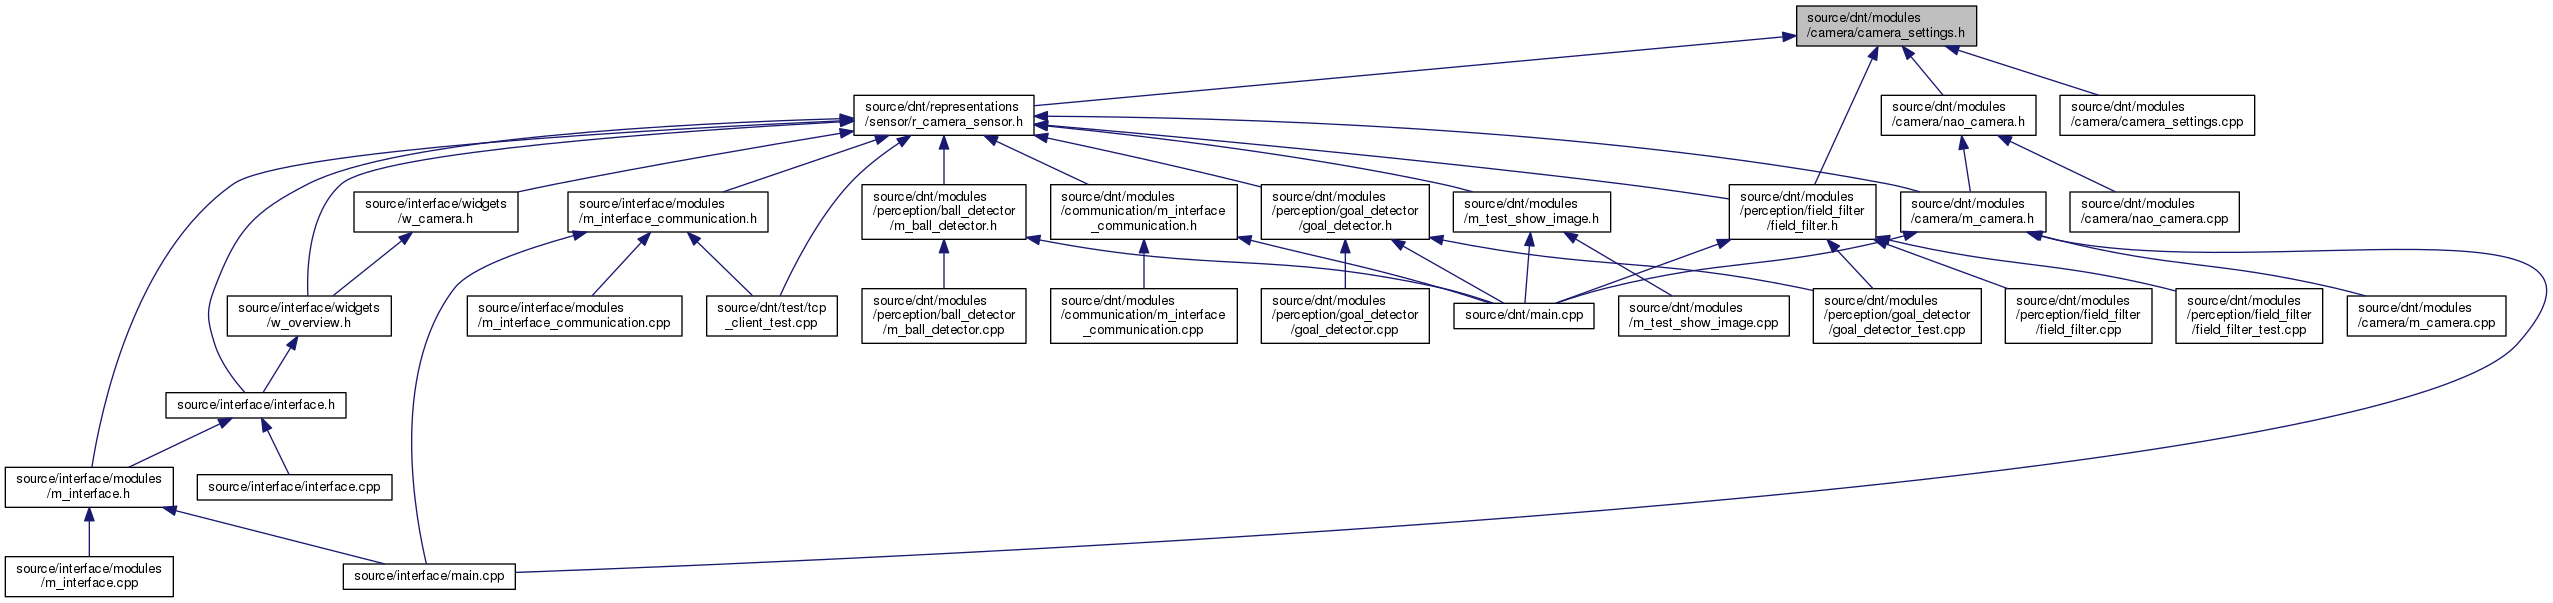 source/dnt/modules
/camera/camera_settings.h
source/dnt/representations
/sensor/r_camera_sensor.h
source/dnt/modules
/camera/nao_camera.h
source/dnt/modules
/camera/camera_settings.cpp
source/interface/widgets
/w_camera.h
source/interface/modules
/m_interface_communication.h
source/dnt/modules
/perception/ball_detector
/m_ball_detector.h
source/dnt/modules
/communication/m_interface
_communication.h
source/dnt/modules
/perception/goal_detector
/goal_detector.h
source/dnt/modules
/m_test_show_image.h
source/dnt/modules
/perception/field_filter
/field_filter.h
source/dnt/modules
/camera/m_camera.h
source/dnt/modules
/camera/nao_camera.cpp
source/interface/widgets
/w_overview.h
source/interface/modules
/m_interface_communication.cpp
source/dnt/test/tcp
_client_test.cpp
source/dnt/modules
/perception/ball_detector
/m_ball_detector.cpp
source/dnt/modules
/communication/m_interface
_communication.cpp
source/dnt/modules
/perception/goal_detector
/goal_detector.cpp
source/dnt/main.cpp
source/dnt/modules
/m_test_show_image.cpp
source/dnt/modules
/perception/goal_detector
/goal_detector_test.cpp
source/dnt/modules
/perception/field_filter
/field_filter.cpp
source/dnt/modules
/perception/field_filter
/field_filter_test.cpp
source/dnt/modules
/camera/m_camera.cpp
source/interface/interface.h
source/interface/modules
/m_interface.h
source/interface/interface.cpp
source/interface/modules
/m_interface.cpp
source/interface/main.cpp